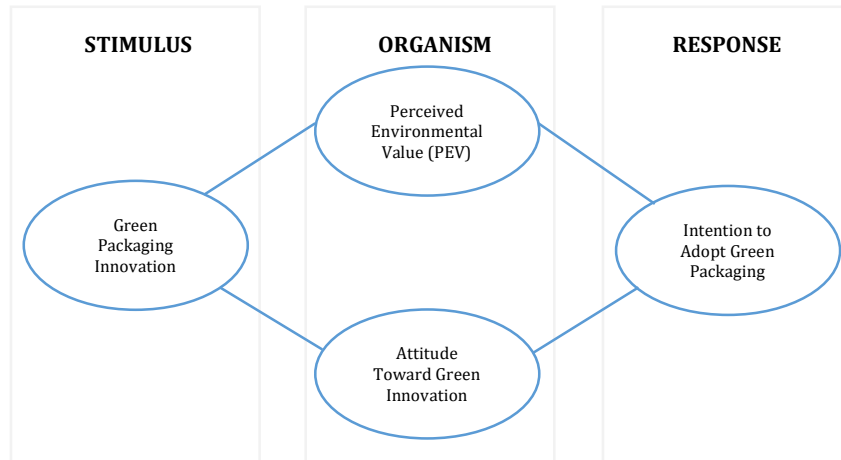 STIMULUS
ORGANISM
RESPONSE
Perceived
Environmental
Value (PEV)
Green
Packaging
Innovation
Intention to
Adopt Green
Packaging
Attitude
Toward Green
Innovation